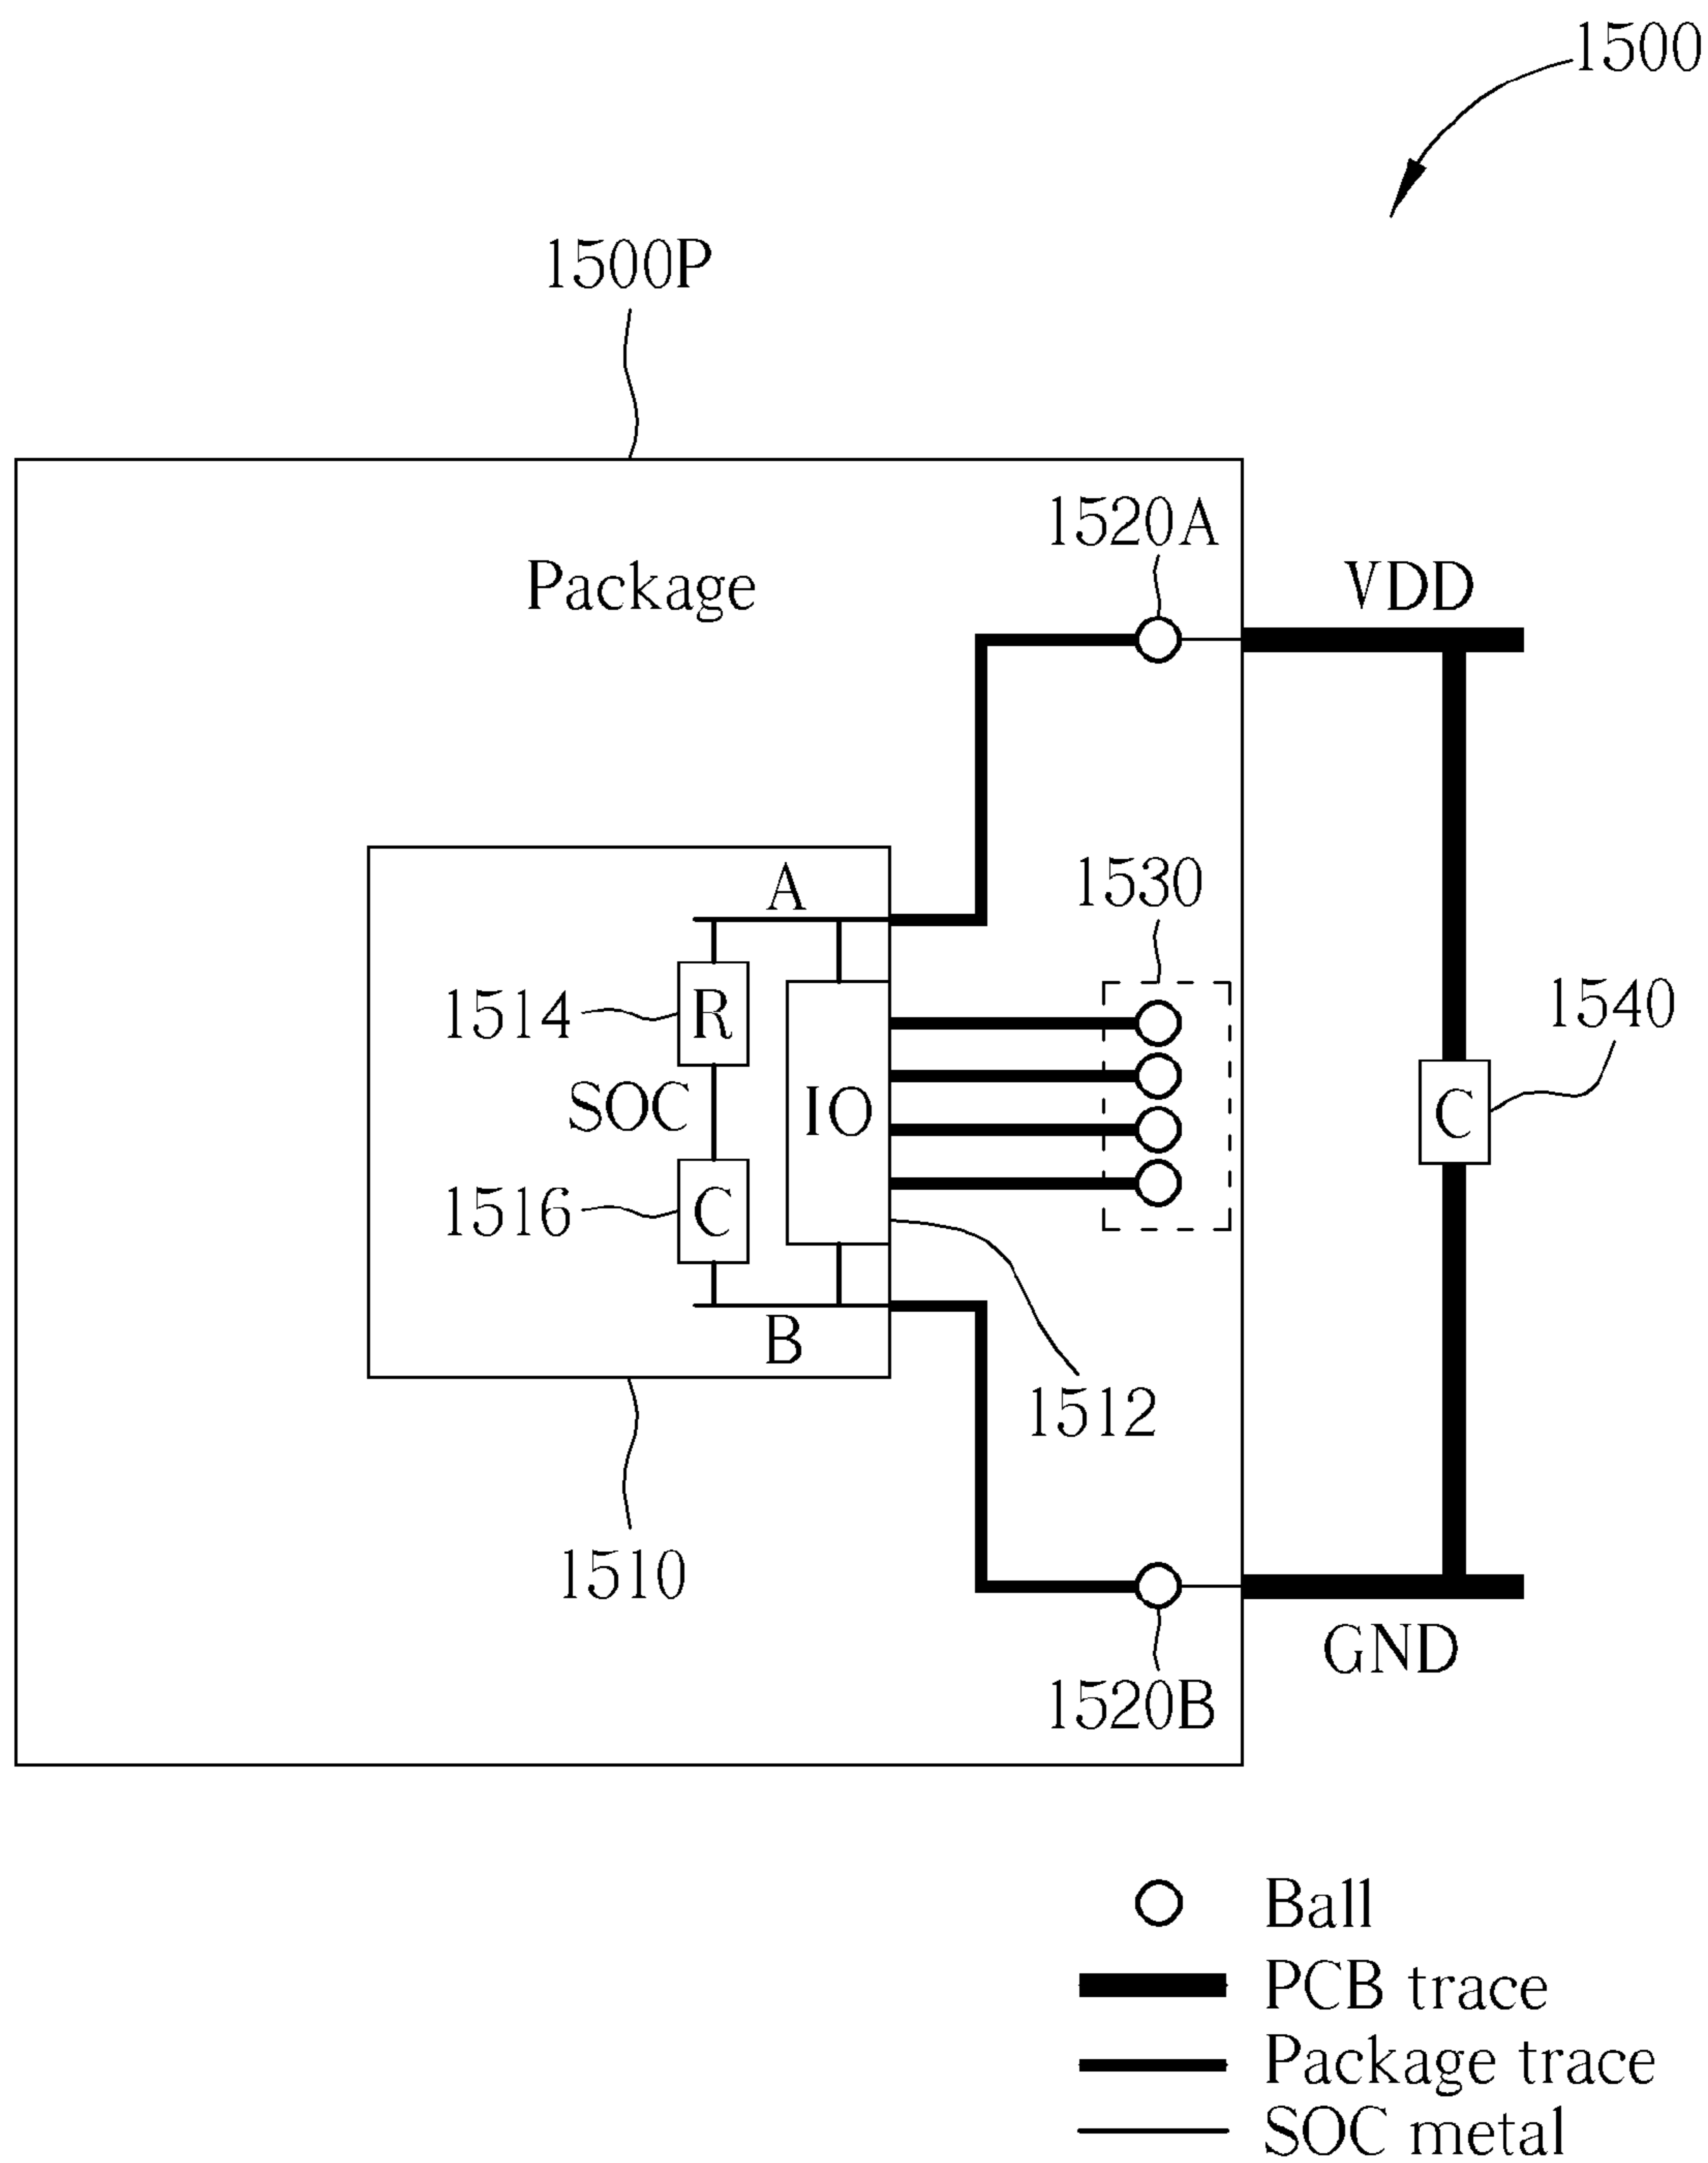 1500
1500P
1520A
Package
VDD
A
1530
1514
R
1540
SOC
IO
C
1516
C
B
1512
1510
GND
1520B
Ball
PCB trace
Package trace
SOC metal